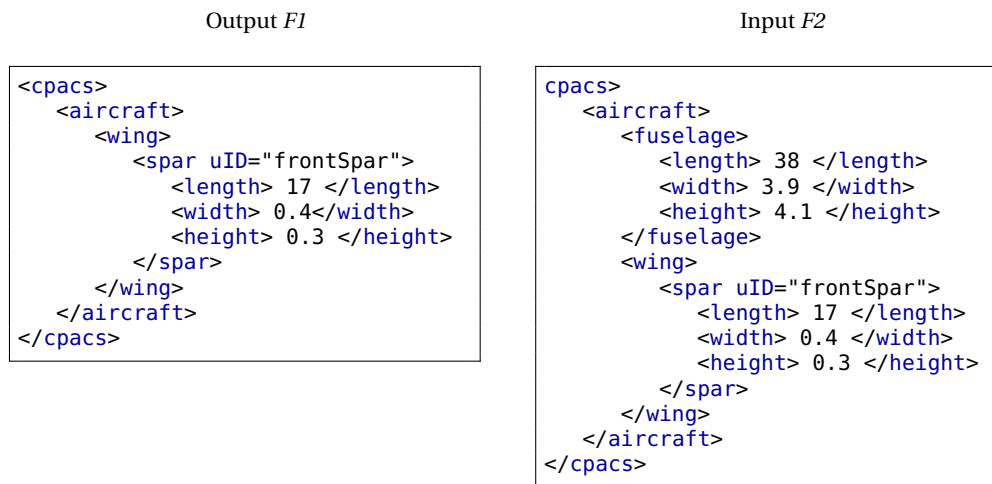 Output F1
<cpacs>
   <aircraft>
      <wing>
         <spar uID="frontSpar">
            <length> 17 </length>
            <width> 0.4</width>
            <height> 0.3 </height>
         </spar>
      </wing>
   </aircraft>
</cpacs>
Input F2
cpacs>
   <aircraft>
      <fuselage>
         <length> 38 </length>
         <width> 3.9 </width>
         <height> 4.1 </height>
      </fuselage>
      <wing>
         <spar uID="frontSpar">
            <length> 17 </length>
            <width> 0.4 </width>
            <height> 0.3 </height>
         </spar>
      </wing>
   </aircraft>
</cpacs>